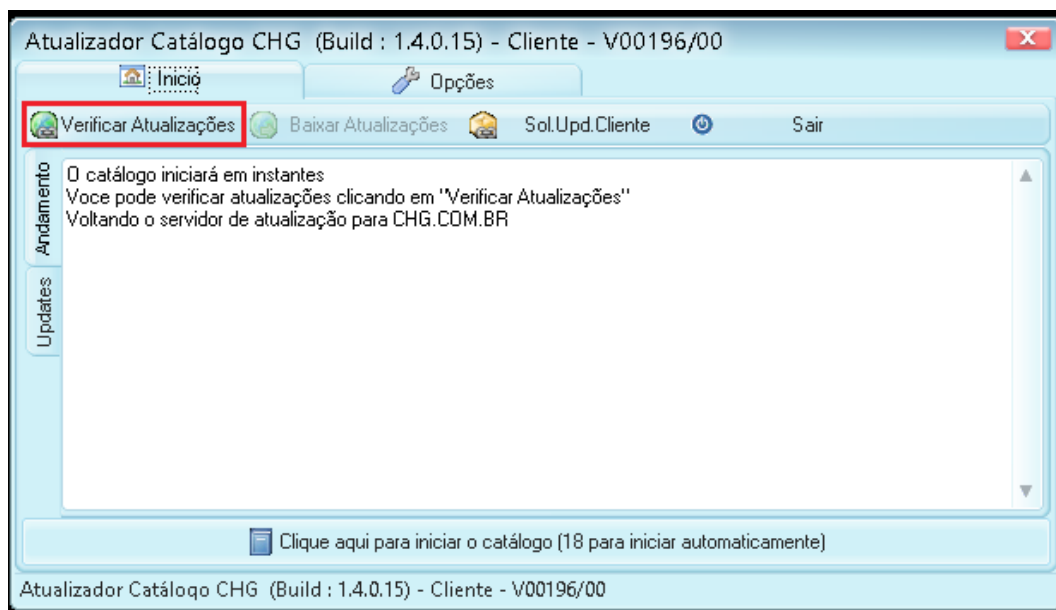 Atualizador Catálogo CHG (Build : 1.4.0.15) - Cliente - V00196/00
Inicio
Opções
Verificar Atualizações
Baixar Atualizações
Sol.Upd.Cliente
Sair
Andamento
Updates
O catálogo iniciará em instantes
Voce pode verificar atualizações clicando em "Verificar Atualizações"
Voltando o servidor de atualização para CHG.COM.BR
Clique aqui para iniciar o catálogo (18 para iniciar automaticamente)
Atualizador Catálogo CHG (Build : 1.4.0.15) - Cliente - V00196/00